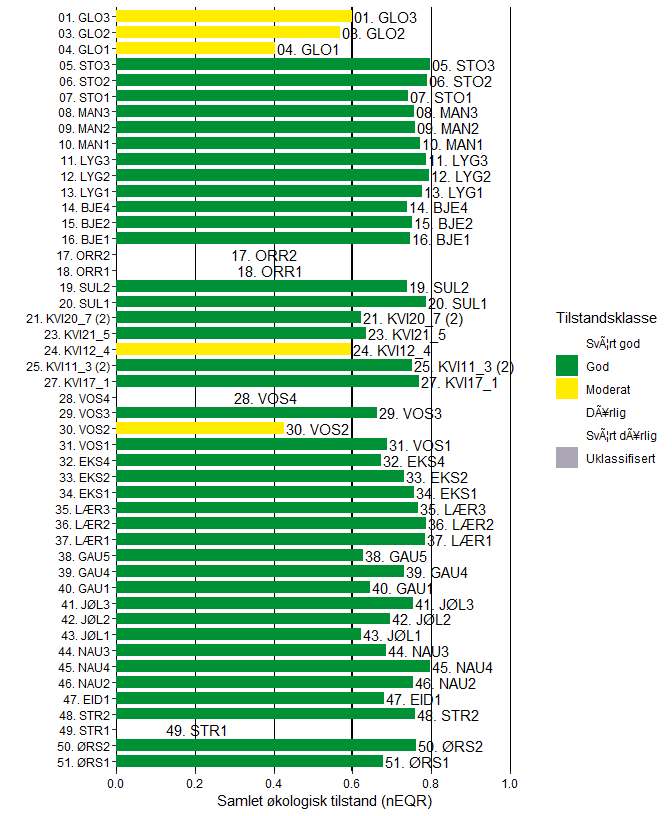 01. GLO3 01. GLO3
03. GLO2 03. GLO2
04. GLO1 04. GLO1
05. STO3 05. STO3
06. STO2 06. STO2
07. STO1 07. STO1
08. MAN3 08. MAN3
09. MAN2 09. MAN2
10. MAN1 10. MAN1
11. LYG3 11. LYG3
12. LYG2 12. LYG2
13. LYG1 13. LYG1
14. BJE4 14. BJE4
15. BJE2 15. BJE2
16. BJE1 16. BJE1
17. ORR2 17. ORR2
18. ORR1 18. ORR1
19. SUL2 19. SUL2
20. SUL1 20. SUL1
21. KVI20_7 (2) 21. KVI20_7 (2)
23. KVI21_5 23. KVI21_5
24. KVI12_4 24. KVI12_4
25. KVI11_3 (2) 25. KVI11_3 (2)
27. KVI17_1 27. KVI17_1
28. VOS4 28. VOS4
29. VOS3 29. VOS3
30. VOS2 30. VOS2
31. VOS1 31. VOS1
32. EKS4 32. EKS4
33. EKS2 33. EKS2
34. EKS1 34. EKS1
35. LÆR3 35. LÆR3
36. LÆR2 36. LÆR2
37. LÆR1 37. LÆR1
38. GAU5 38. GAU5
39. GAU4 39. GAU4
40. GAU1 40. GAU1
41. JØL3 41. JØL3
42. JØL2 42. JØL2
43. JØL1 43. JØL1
44. NAU3 44. NAU3
45. NAU4 45. NAU4
46. NAU2 46. NAU2
47. EID1 47. EID1
48. STR2 48. STR2
49. STR1 49. STR1
50. ØRS2 50. ØRS2
51. ØRS1 51. ØRS1
0.0 0.2 0.4 0.6 0.8 1.0
Samlet økologisk tilstand (nEQR)
Tilstandsklasse
SvÃ¦rt god
God
Moderat
DÃ¥rlig
SvÃ¦rt dÃ¥rlig
Uklassifisert